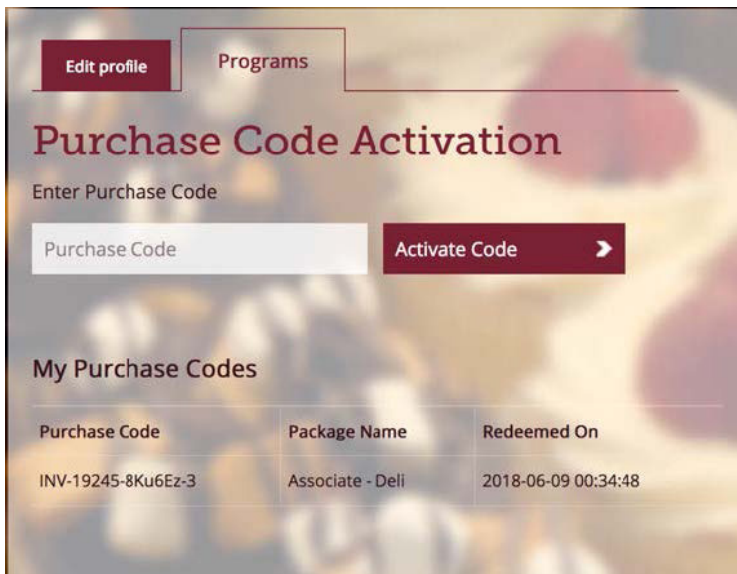 Edit profile
Programs
Purchase Code Activation
Enter Purchase Code
Purchase Code
Activate Code
My Purchase Codes
Purchase Code Package Name Redeemed On
INV-19245-8Ku6Ez-3 Associate - Deli 2018-06-09 00:34:48